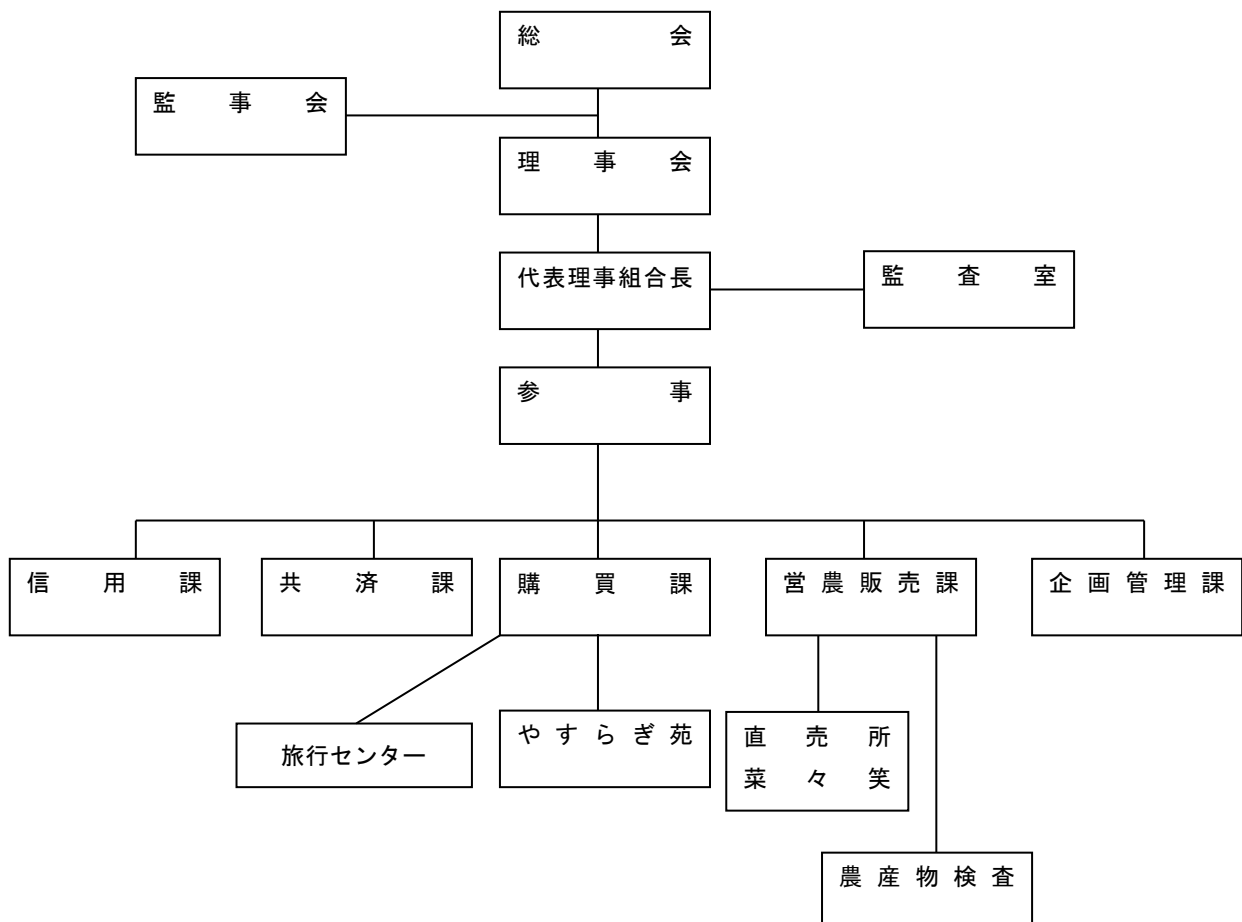 総会
監事会
理事会
代表理事組合長
監査室
参事
信用課
共済課
購買課
営農販売課
企画管理課
旅行センター
やすらぎ苑
直売所
菜々笑
農産物検査